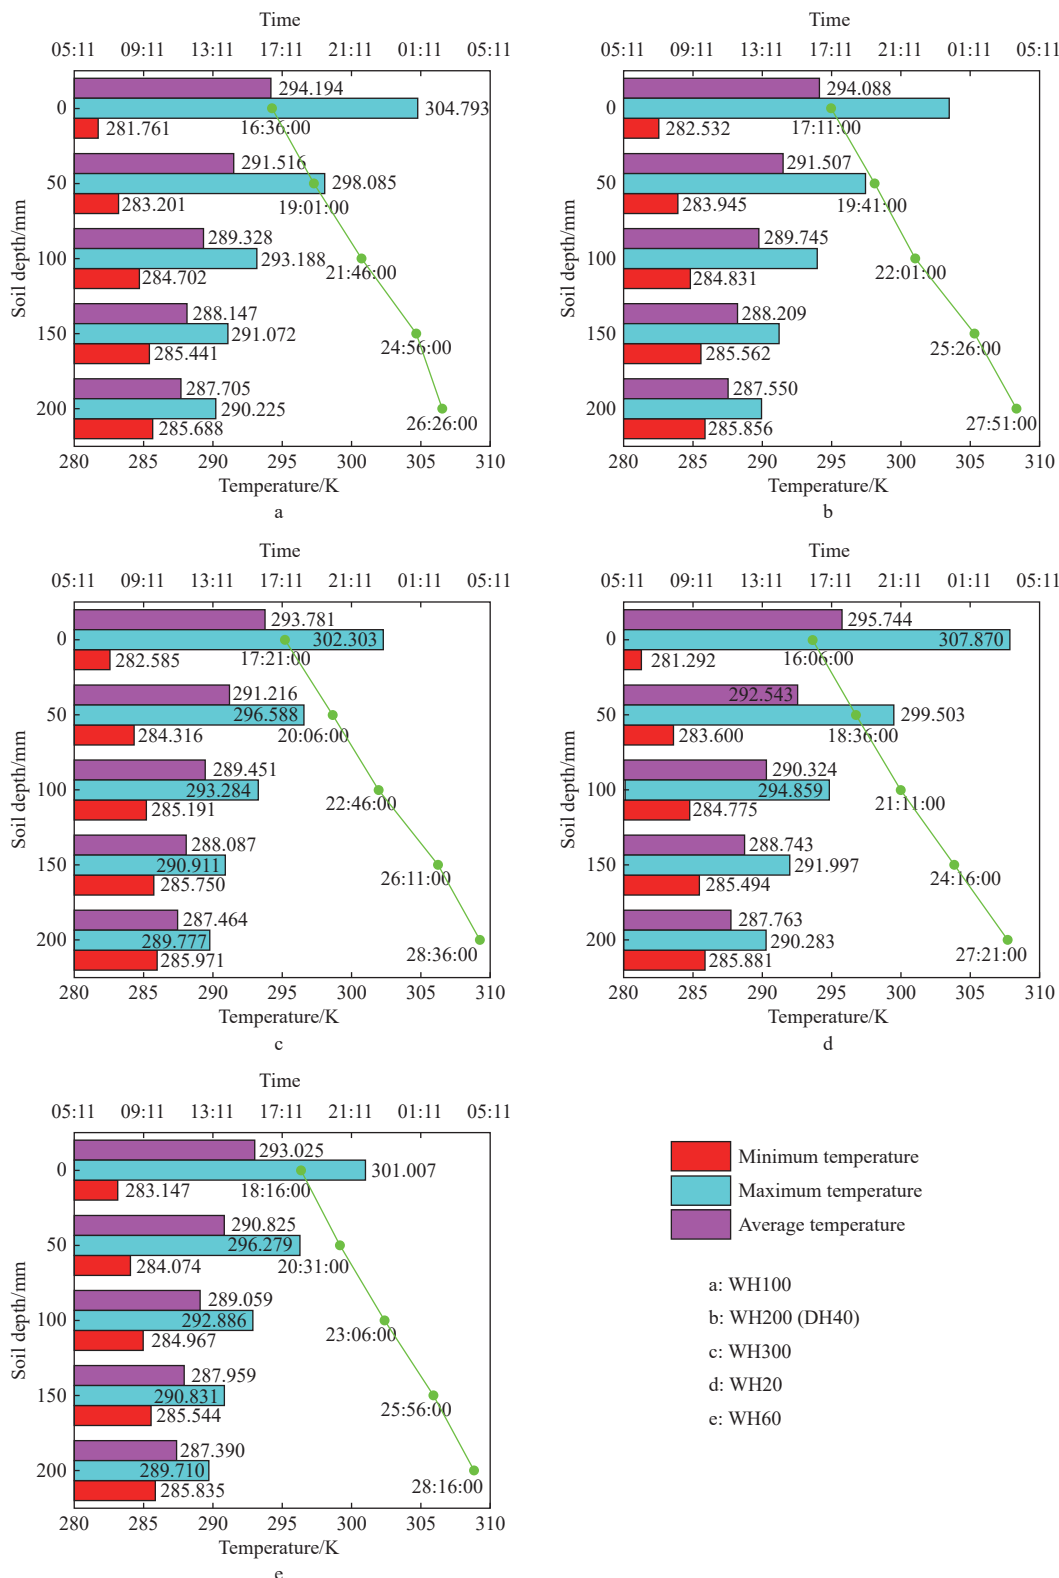 Time
05:11 09:11 13:11 17:11 21:11 01:11 05:11
294.194
0 304.793
281.761 16:36:00
291.516
50 298.085
283.201 19:01:00
289.328
100 293.188
284.702 21:46:00
288.147
150 291.072
285.441 24:56:00
287.705
200 290.225
285.688 26:26:00
280 285 290 295 300 305 310
Soil depth/mm
Temperature/K
a
Time
05:11 09:11 13:11 17:11 21:11 01:11 05:11
294.088
0
282.532 17:11:00
291.507
50
283.945 19:41:00
289.745
100
284.831 22:01:00
288.209
150
285.562 25:26:00
287.550
200
285.856 27:51:00
280 285 290 295 300 305 310
Soil depth/mm
Temperature/K
b
Time
05:11 09:11 13:11 17:11 21:11 01:11 05:11
293.781
0 302.303
282.585 17:21:00
291.216
50 296.588
284.316 20:06:00
289.451
100 293.284
285.191 22:46:00
288.087
150 290.911
285.750 26:11:00
287.464
200 289.777
285.971 28:36:00
280 285 290 295 300 305 310
Soil depth/mm
Temperature/K
c
Time
05:11 09:11 13:11 17:11 21:11 01:11 05:11
295.744
0 307.870
281.292 16:06:00
292.543
50 299.503
283.600 18:36:00
290.324
100 294.859
284.775 21:11:00
288.743
150 291.997
285.494 24:16:00
287.763
200 290.283
285.881 27:21:00
280 285 290 295 300 305 310
Soil depth/mm
Temperature/K
d
Time
05:11 09:11 13:11 17:11 21:11 01:11 05:11
293.025
0 301.007
283.147 18:16:00
290.825
50 296.279
284.074 20:31:00
289.059
100 292.886
284.967 23:06:00
287.959
150 290.831
285.544 25:56:00
287.390
200 289.710
285.835 28:16:00
280 285 290 295 300 305 310
Soil depth/mm
Temperature/K
e
Minimum temperature
Maximum temperature
Average temperature
a: WH100
b: WH200 (DH40)
c: WH300
d: WH20
e: WH60